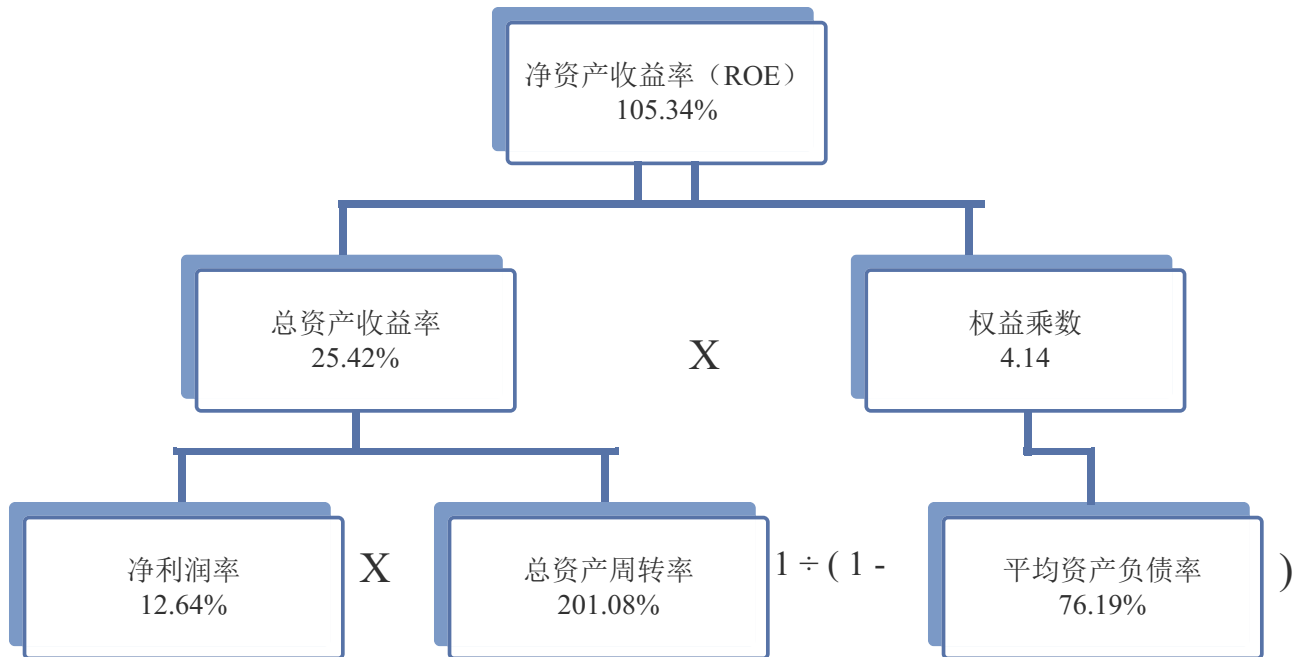 净资产收益率（ROE）
105.34%
总资产收益率
25.42%
X
权益乘数
4.14
净利润率
12.64%
X
总资产周转率
201.08%
1 ÷ ( 1 -
平均资产负债率
76.19%
)